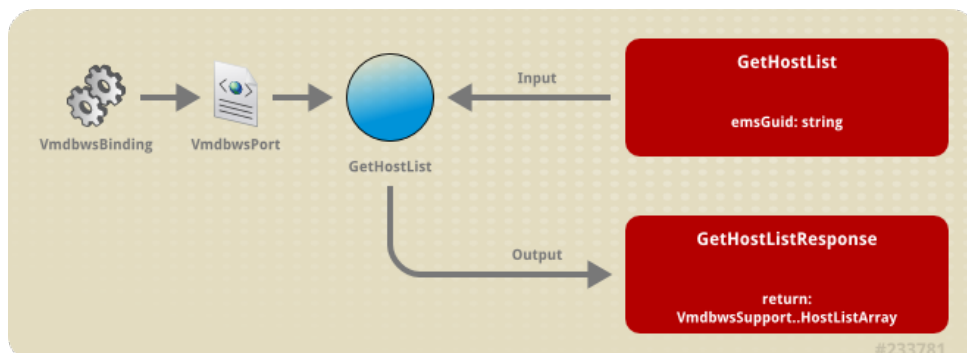 GetHostList
Input
emsGuid: string
VmdbwsBinding
VmdbwsPort
GetHostList
GetHostListResponse
Output
return:
VmdbwsSupport..HostListArray
#233781